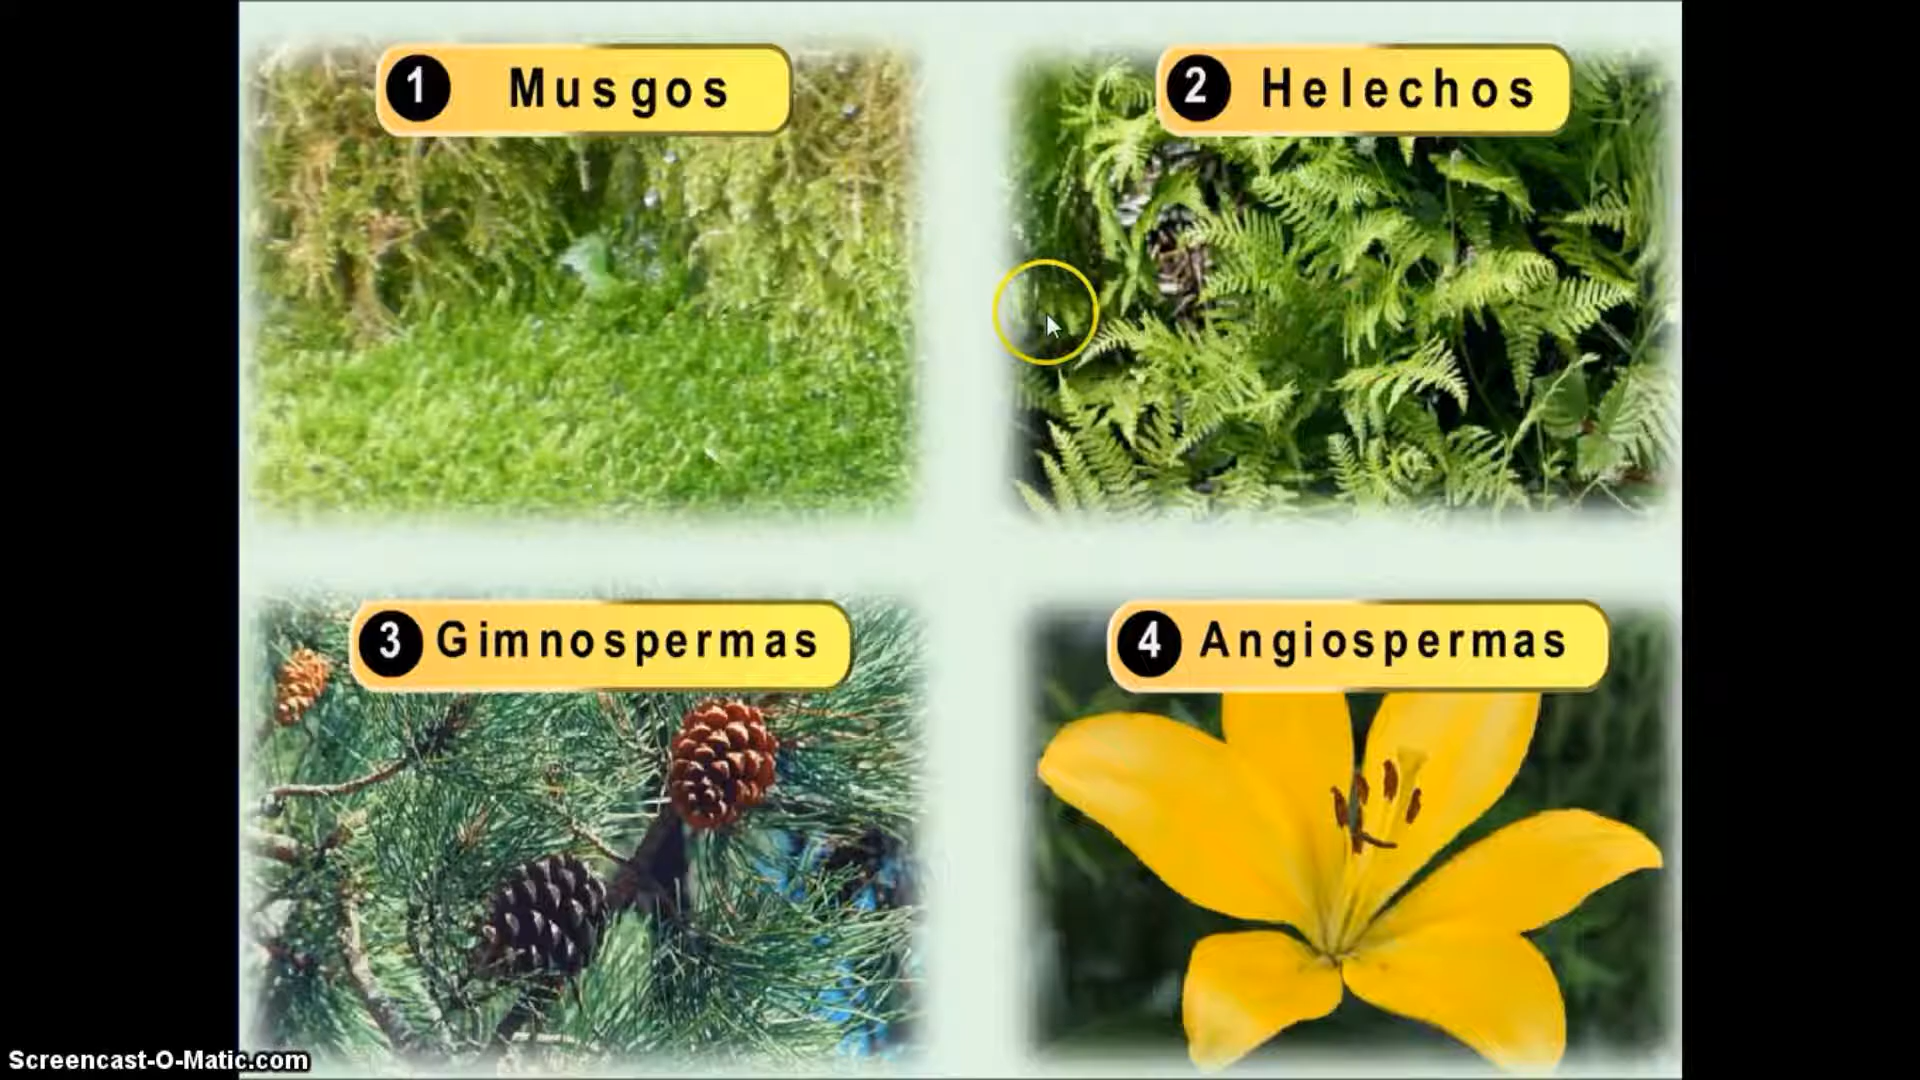 1 Musgos
2 Helechos
3 Gimnospermas
4 Angiospermas
Screencast-O-Matic.com